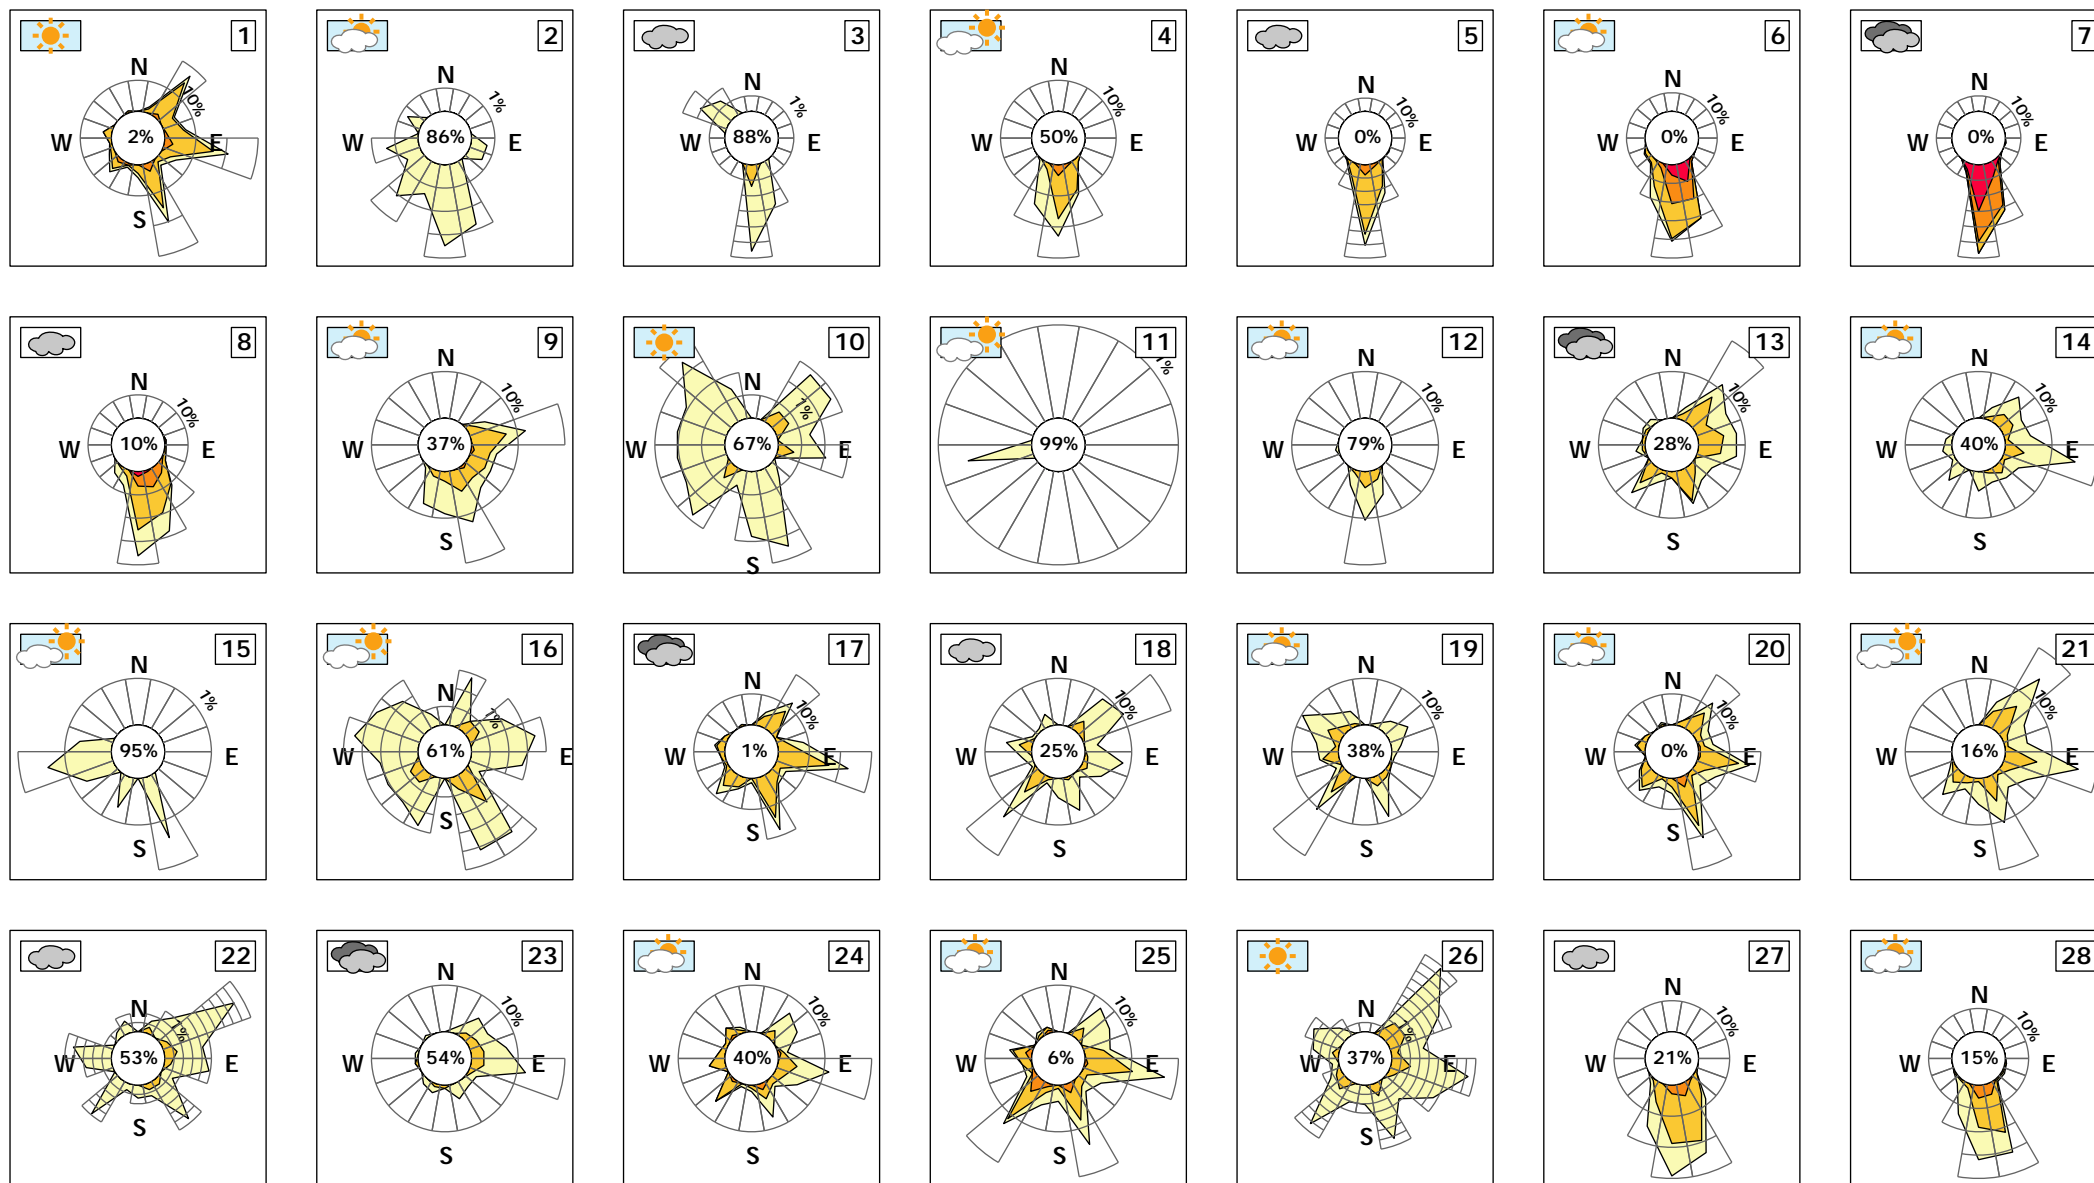 1
N
10%
W 2% E
S
2
N
1%
W 86% E
3
N
1%
W 88% E
4
N
10%
W 50% E
5
N
10%
W 0% E
6
N
10%
W 0% E
7
N
10%
W 0% E
8
N
10%
W 10% E
9
N
10%
W 37% E
S
10
N
1%
W 67% E
S
11
1%
99%
12
N
10%
W 79% E
13
N
10%
W 28% E
S
14
N
10%
W 40% E
S
15
N
1%
W 95% E
S
16
N
1%
W 61% E
S
17
N
10%
W 1% E
S
18
N
10%
W 25% E
S
19
N
10%
W 38% E
S
20
N
10%
W 0% E
S
21
N
10%
W 16% E
S
22
N
1%
W 53% E
S
23
N
10%
W 54% E
S
24
N
10%
W 40% E
S
25
N
10%
W 6% E
S
26
N
1%
W 37% E
S
27
N
10%
W 21% E
28
N
10%
W 15% E